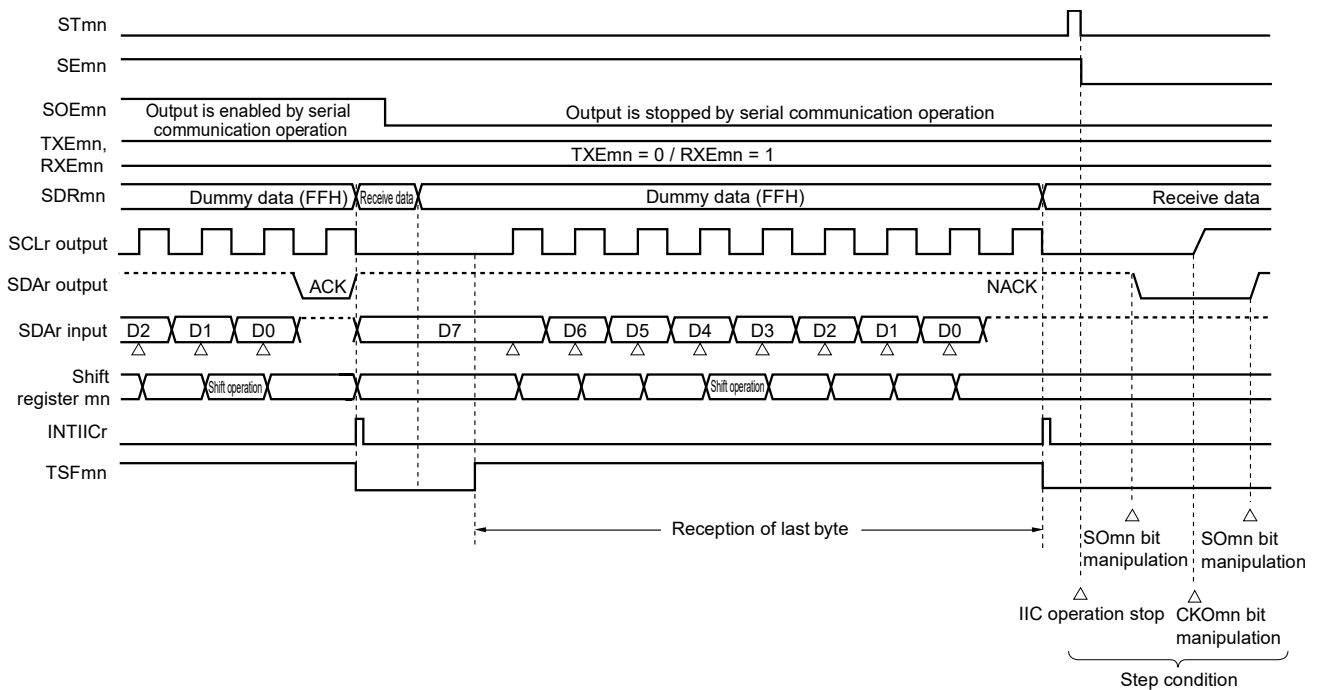 STmn
SEmn
SOEmn
Output is enabled by serial
communication operation
Output is stopped by serial communication operation
TXEmn,
RXEmn
TXEmn = 0 / RXEmn = 1
SDRmn
Dummy data (FFH)
Receive data
Dummy data (FFH)
Receive data
SCLr output
SDAr output
ACK
NACK
SDAr input
D2
D1
D0
D7
D6
D5
D4
D3
D2
D1
D0
Shift
register mn
Shift operation
Shift operation
INTIICr
TSFmn
Reception of last byte
SOmn bit
manipulation
SOmn bit
manipulation
IIC operation stop
CKOmn bit
manipulation
Step condition